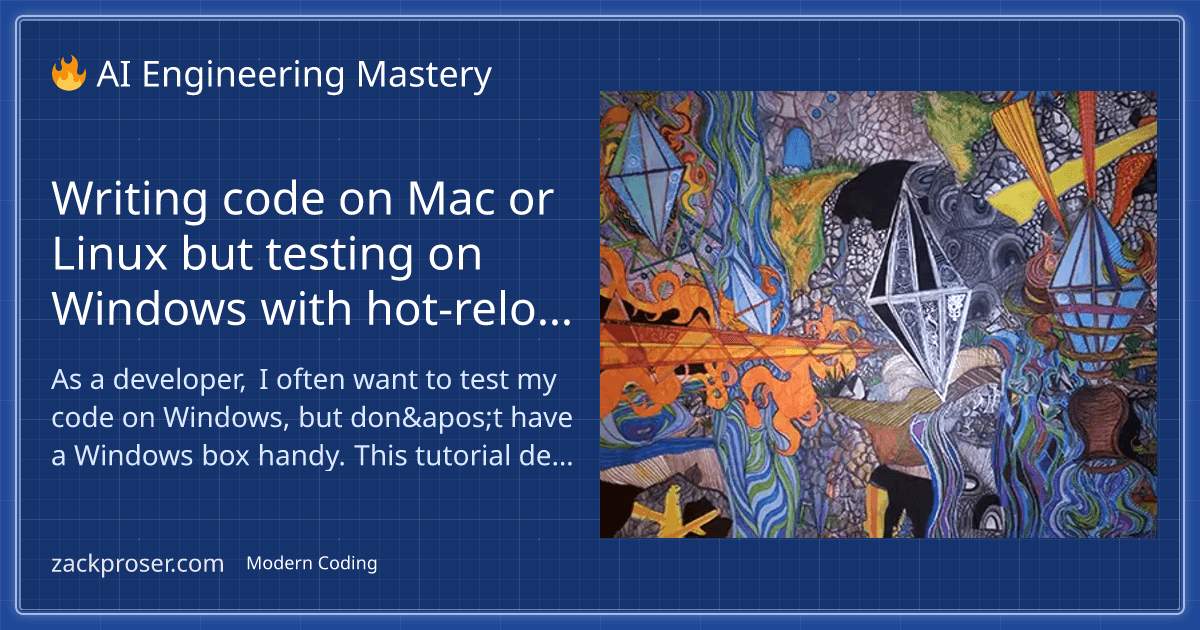 🔥 AI Engineering Mastery
Writing code on Mac or
Linux but testing on
Windows with hot-relo...
As a developer, I often want to test my
code on Windows, but don&apos;t have
a Windows box handy. This tutorial de...
zackproser.com Modern Coding